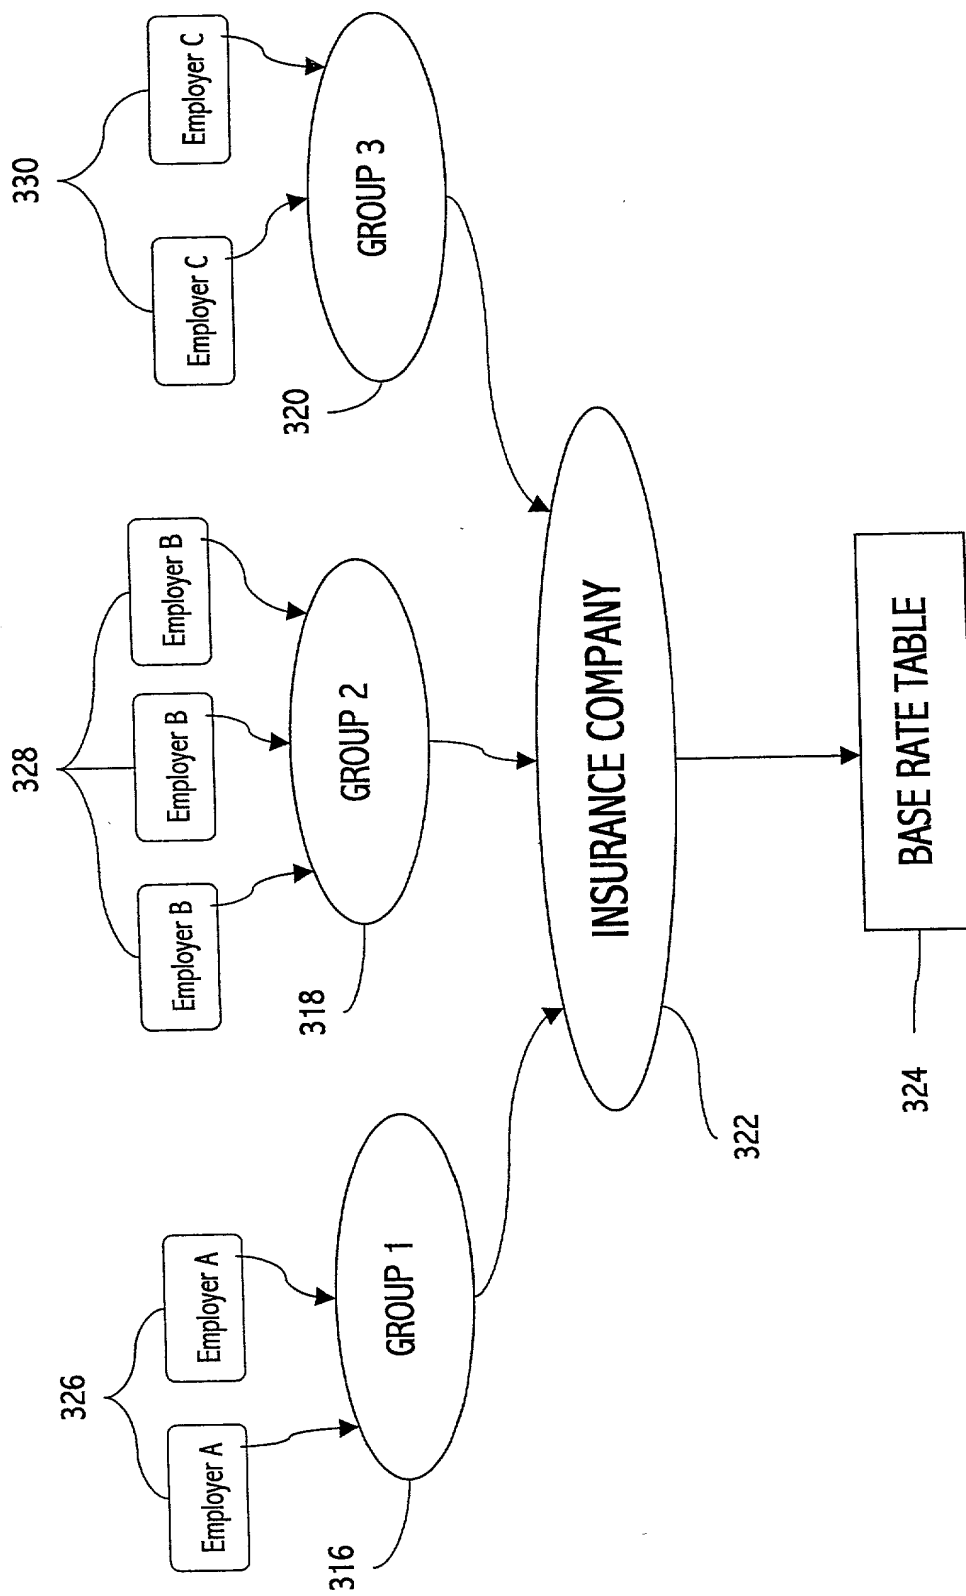 326
Employer A
Employer A
GROUP 1
316
328
Employer B
Employer B
Employer B
GROUP 2
318
330
Employer C
Employer C
GROUP 3
320
INSURANCE COMPANY
322
BASE RATE TABLE
324